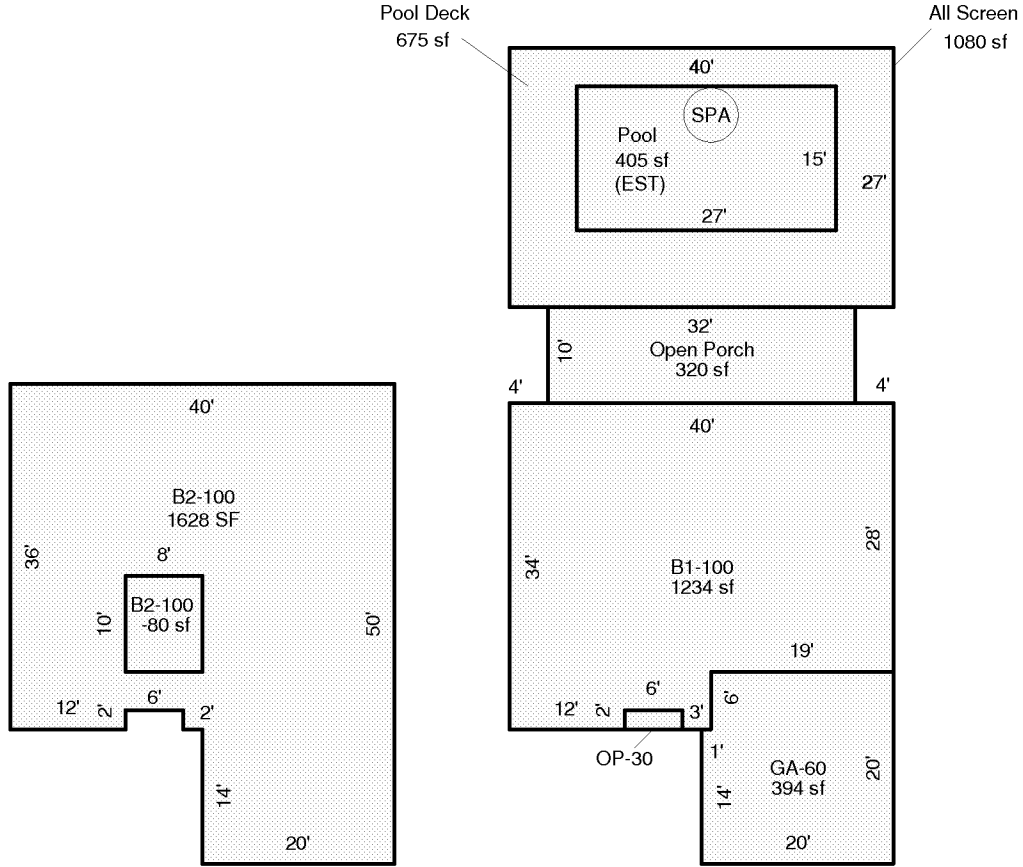 Pool Deck
675 sf
All Screen
1080 sf
40'
SPA
Pool
405 sf
(EST)
15'
27'
27'
32'
Open Porch
320 sf
10'
4'
4'
40'
B2-100
1628 SF
36'
8'
B2-100
-80 sf
10'
50'
6'
12'
2'
2'
14'
20'
40'
34'
28'
B1-100
1234 sf
19'
6'
6'
12'
2'
3'
OP-30
1'
14'
GA-60
394 sf
20'
20'